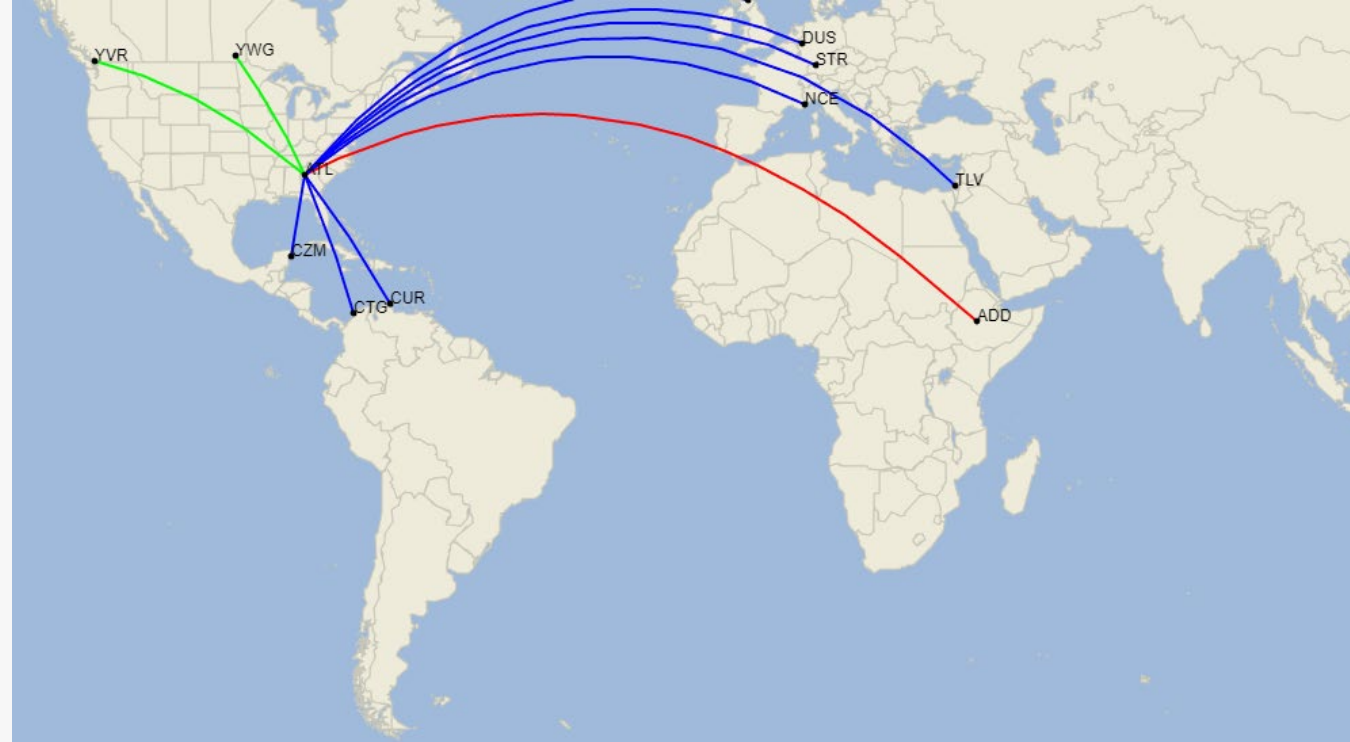 DUS
YWG
YVR
STR
NCE
ATL
TLV
CZM
CUR
CTG
ADD